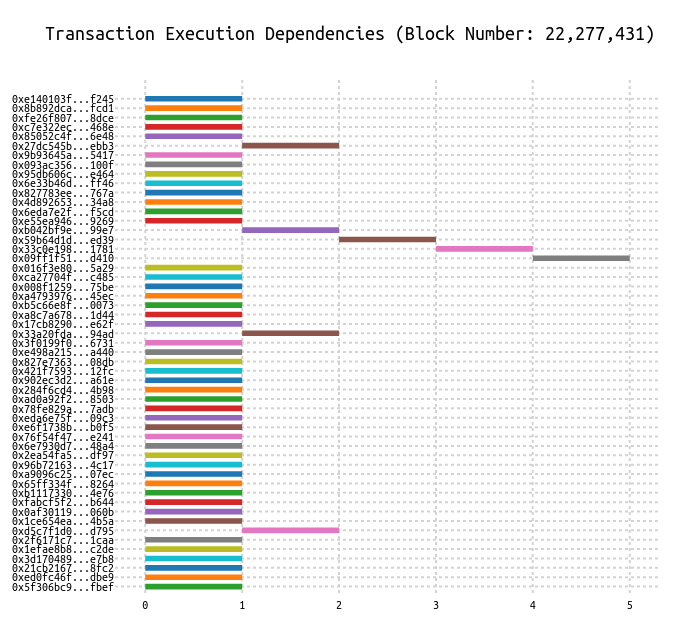 Transaction Execution Dependencies (Block Number: 22,277,431)
0xe140103f...f245
0x8b892dca...fcd1
0xfe26f807...8dce
0xc7e322ec...468e
0x85052c4f...6e48
0x27dc545b...ebb3
0x9b93645a...5417
0x093ac356...100f
0x95db606c...e464
0x6e33b46d...ff46
0x827783ee...767a
0x4d892653...34a8
0x6eda7e2f...f5cd
0xe55ea946...9269
0xb042bf9e...99e7
0x59b64d1d...ed39
0x33c0e198...1781
0x09ff1f51...d410
0x016f3e80...5a29
0xca27704f...c485
0x008f1259...75be
0xa4793976...45ec
0xb5c66e8f...0073
0xa8c7a678...1d44
0x17cb8290...e62f
0x33a20fda...94ad
0x3f0199f0...6731
0xe498a215...a440
0x827e7363...08db
0x421f7593...12fc
0x902ec3d2...a61e
0x284f6cd4...4b98
0xad0a92f2...8503
0x78fe829a...7adb
0xeda6e75f...09c3
0xe6f1738b...b0f5
0x76f54f47...e241
0x6e7930d7...48a4
0x2ea54fa5...df97
0x96b72163...4c17
0xa9096c25...07ec
0x65ff334f...8264
0xb1117330...4e76
0xfabcf5f2...b644
0x0af30119...060b
0x1ce654ea...4b5a
0xd5c7f1d0...d795
0x2f6171c7...1caa
0x1efae8b8...c2de
0x3d170489...e7b8
0x21cb2167...8fc2
0xed0fc46f...dbe9
0x5f306bc9...fbef
0 1 2 3 4 5